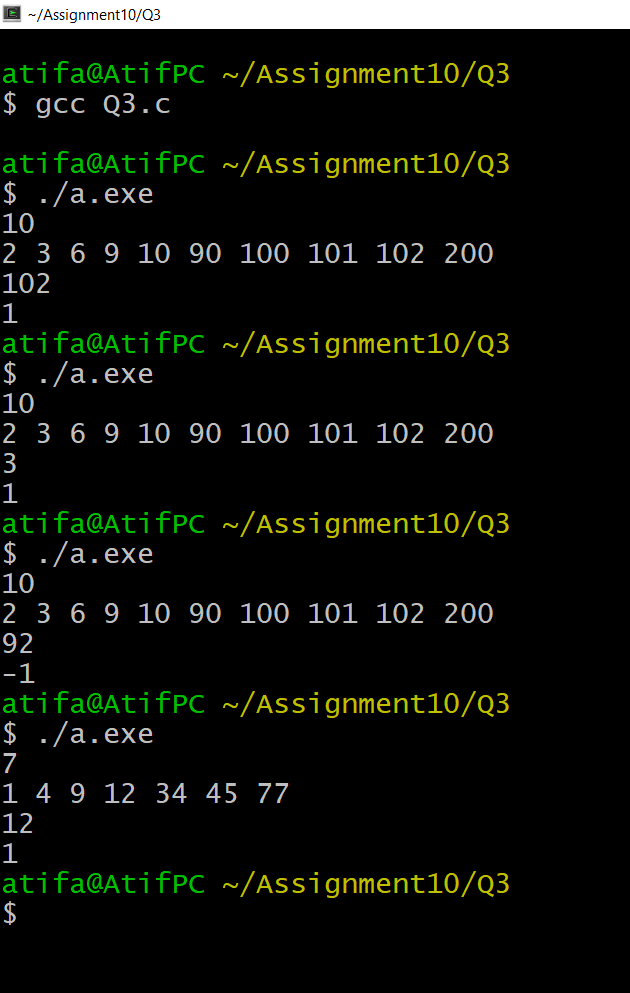 ~/Assignment10/Q3
atifa@AtifPC ~/Assignment10/Q3
$ gcc Q3.c
atifa@AtifPC ~/Assignment10/Q3
$ ./a.exe
10
2 3 6 9 10 90 100 101 102 200
102
1
atifa@AtifPC ~/Assignment10/Q3
$ ./a.exe
10
2 3 6 9 10 90 100 101 102 200
3
1
atifa@AtifPC ~/Assignment10/Q3
$ ./a.exe
10
2 3 6 9 10 90 100 101 102 200
92
-1
atifa@AtifPC ~/Assignment10/Q3
$ ./a.exe
7
1 4 9 12 34 45 77
12
1
atifa@AtifPC ~/Assignment10/Q3
$